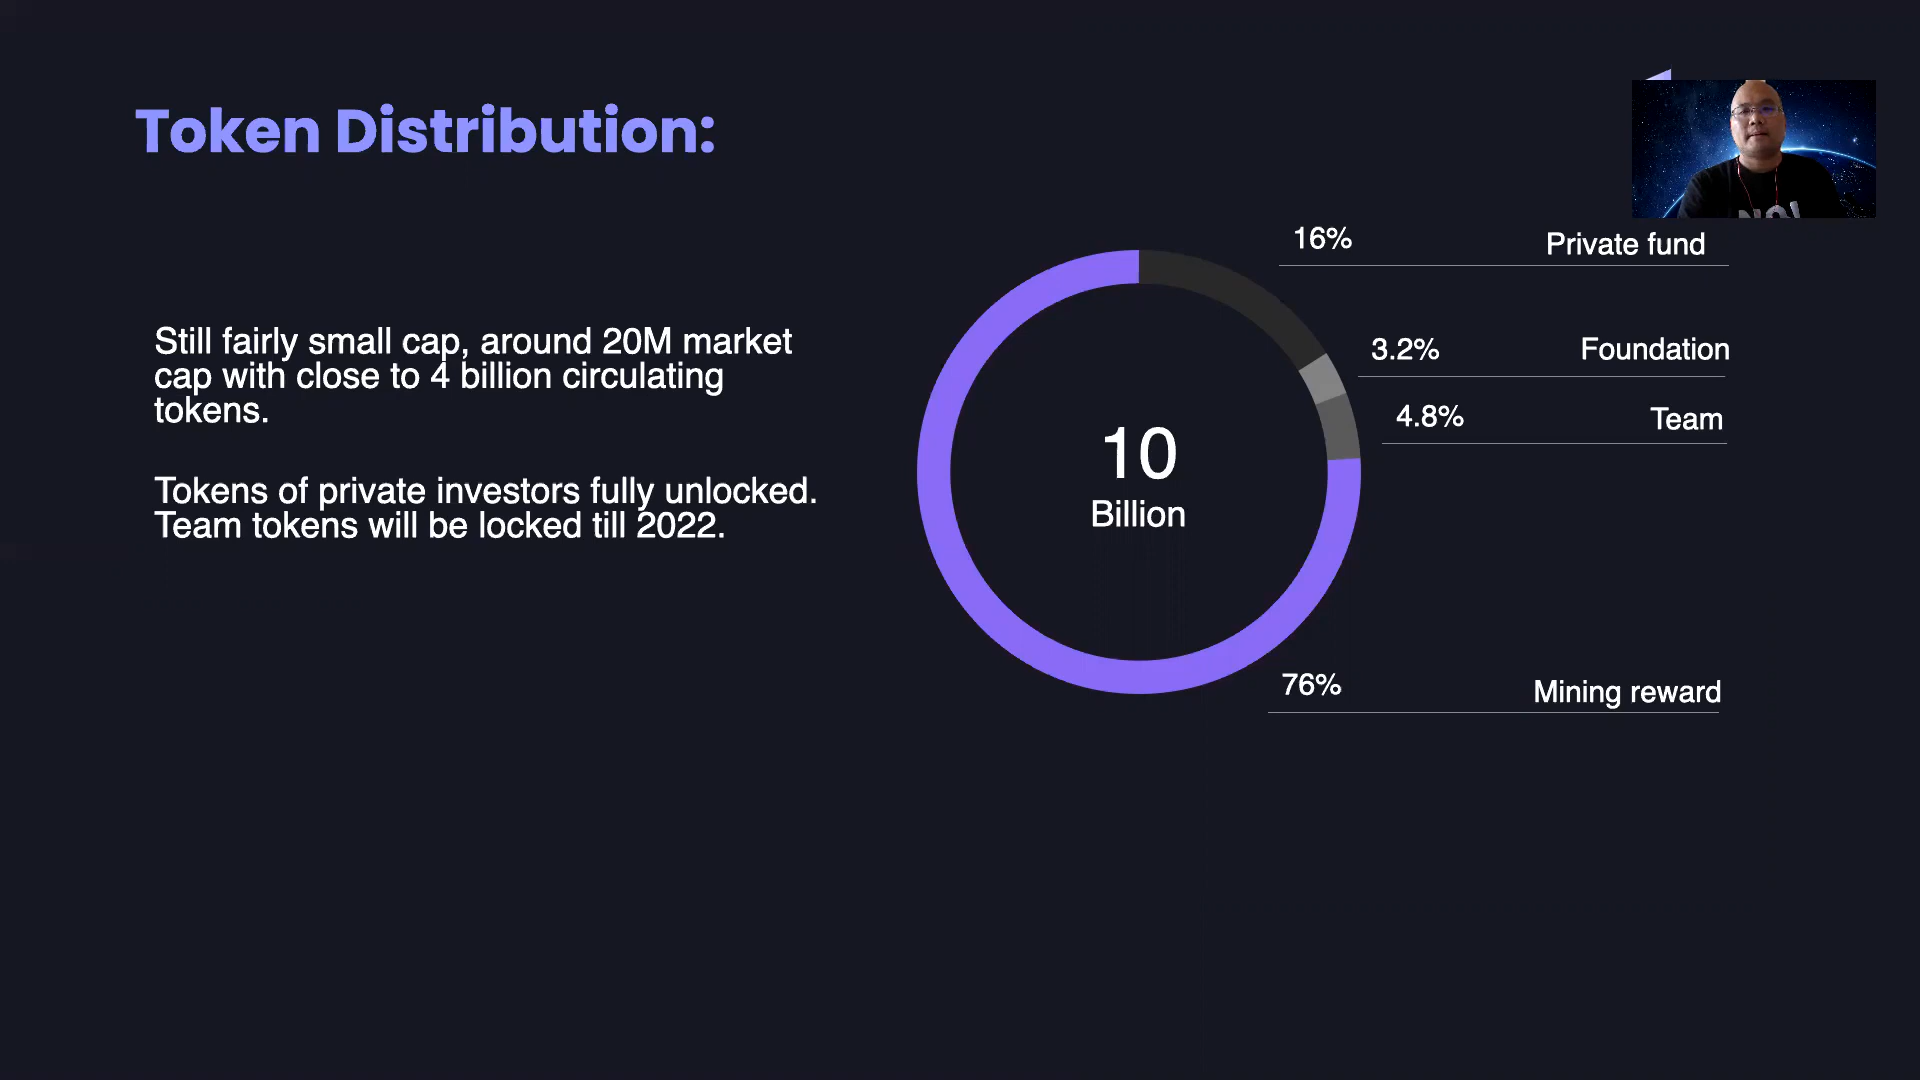 Token Distribution:
Still fairly small cap, around 20M market
cap with close to 4 billion circulating
tokens.
Tokens of private investors fully unlocked.
Team tokens will be locked till 2022.
10
Billion
16% Private fund
3.2% Foundation
4.8% Team
76% Mining reward